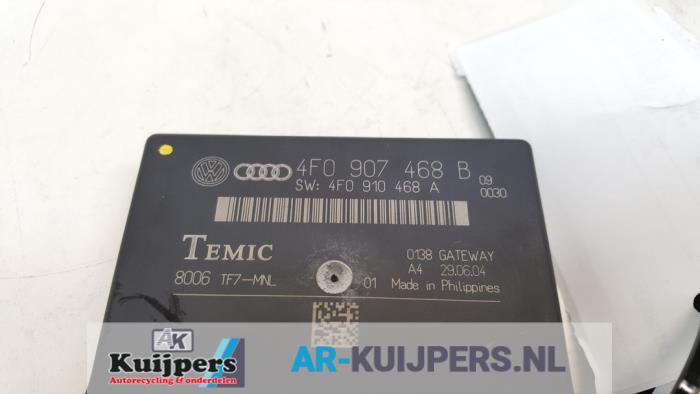 4F0 907 468 B 09
SW: 4F0 910 468 A 0030
TEMIC
0138 GATEWAY
8006 TF7-MNL
A4 29.06.04
01 Made in Philippines
AK
Kuijpers
Autorecycling & onderdelen
AR-KUIJPERS.NL